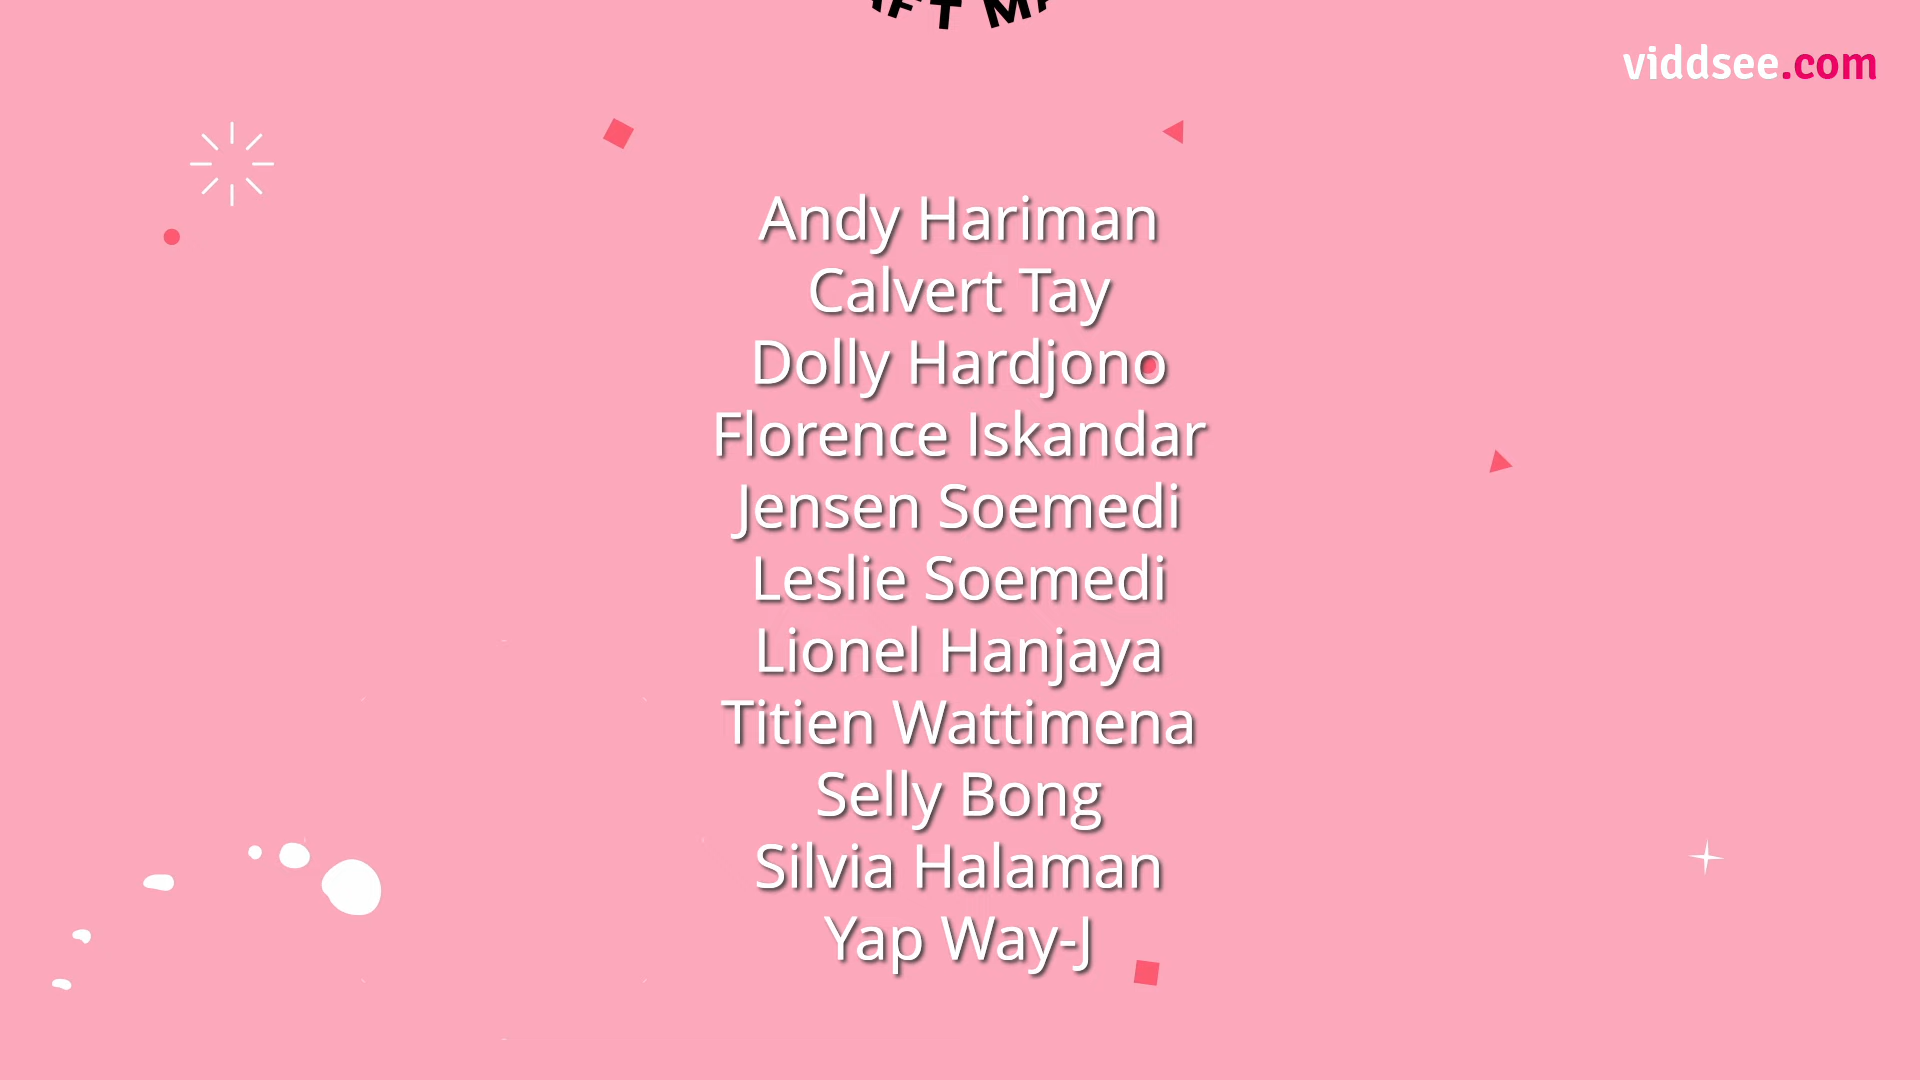 viddsee.com
Andy Hariman
Calvert Tay
Dolly Hardjono
Florence Iskandar
Jensen Soemedi
Leslie Soemedi
Lionel Hanjaya
Titien Wattimena
Selly Bong
Silvia Halaman
Yap Way-J